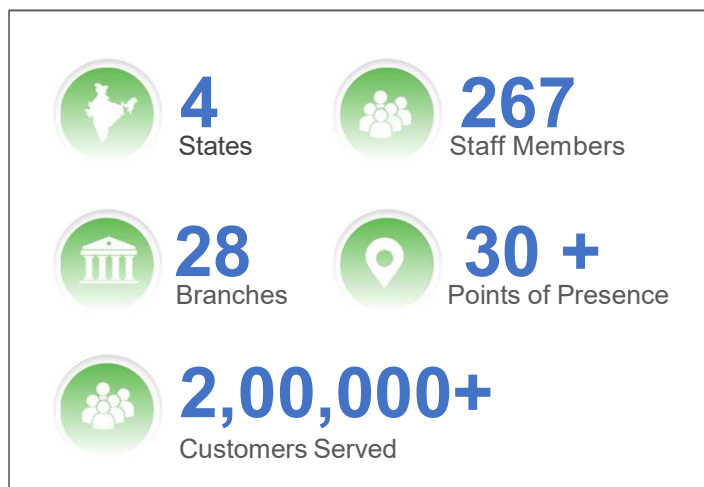 4
States
267
Staff Members
28
Branches
30 +
Points of Presence
2,00,000+
Customers Served